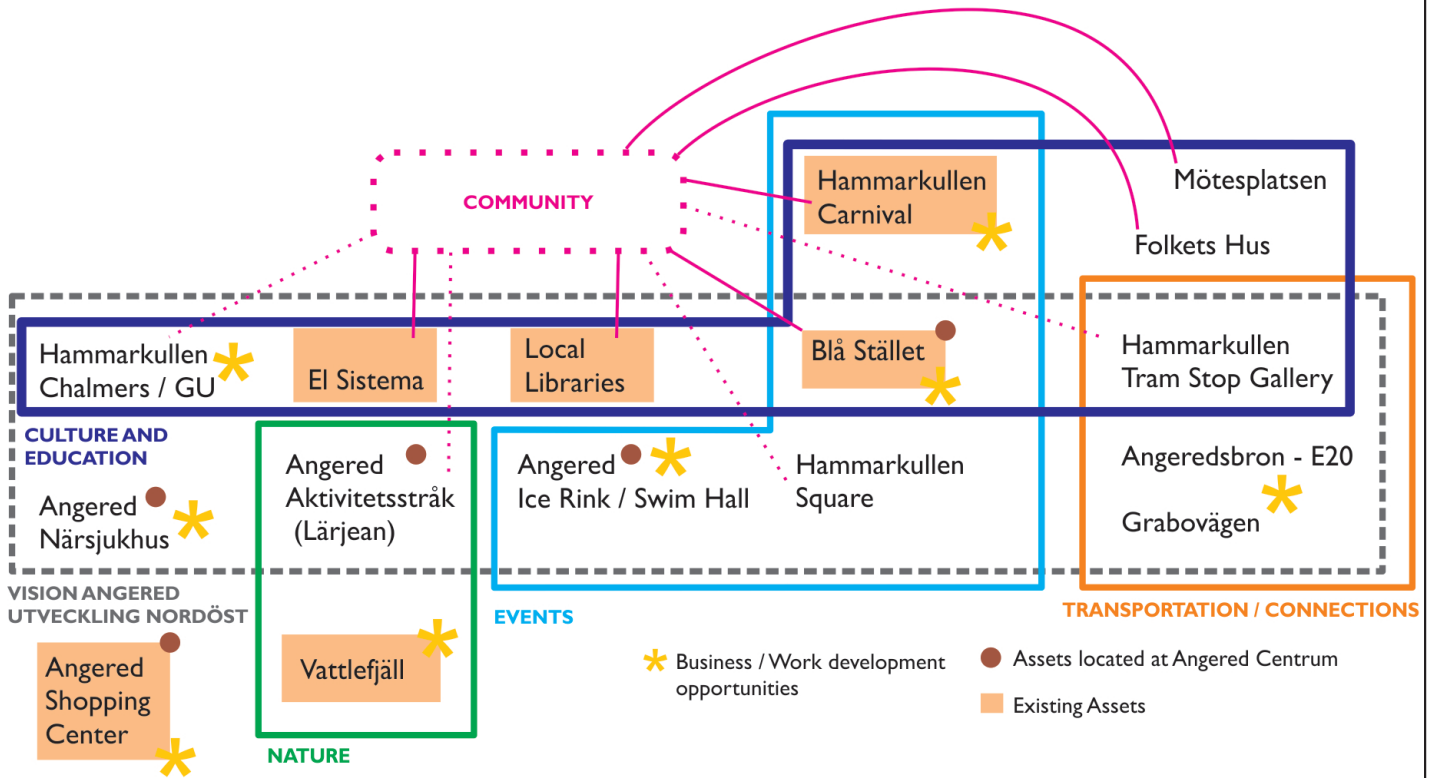 COMMUNITY
Hammarkullen
Carnival
Mötesplatsen
Folkets Hus
Hammarkullen
Chalmers / GU
El Sistema
Local
Libraries
Blå Stället
Hammarkullen
Tram Stop Gallery
CULTURE AND
EDUCATION
Angered
Närsjukhus
Angered
Aktivitetsstråk
(Lärjean)
Angered
Ice Rink / Swim Hall
Hammarkullen
Square
Angeredsbron - E20
Grabovägen
VISION ANGERED
UTVECKLING NORDÖST
EVENTS
TRANSPORTATION / CONNECTIONS
Angered
Shopping
Center
Vattlefjäll
NATURE
Business / Work development
opportunities
Assets located at Angered Centrum
Existing Assets